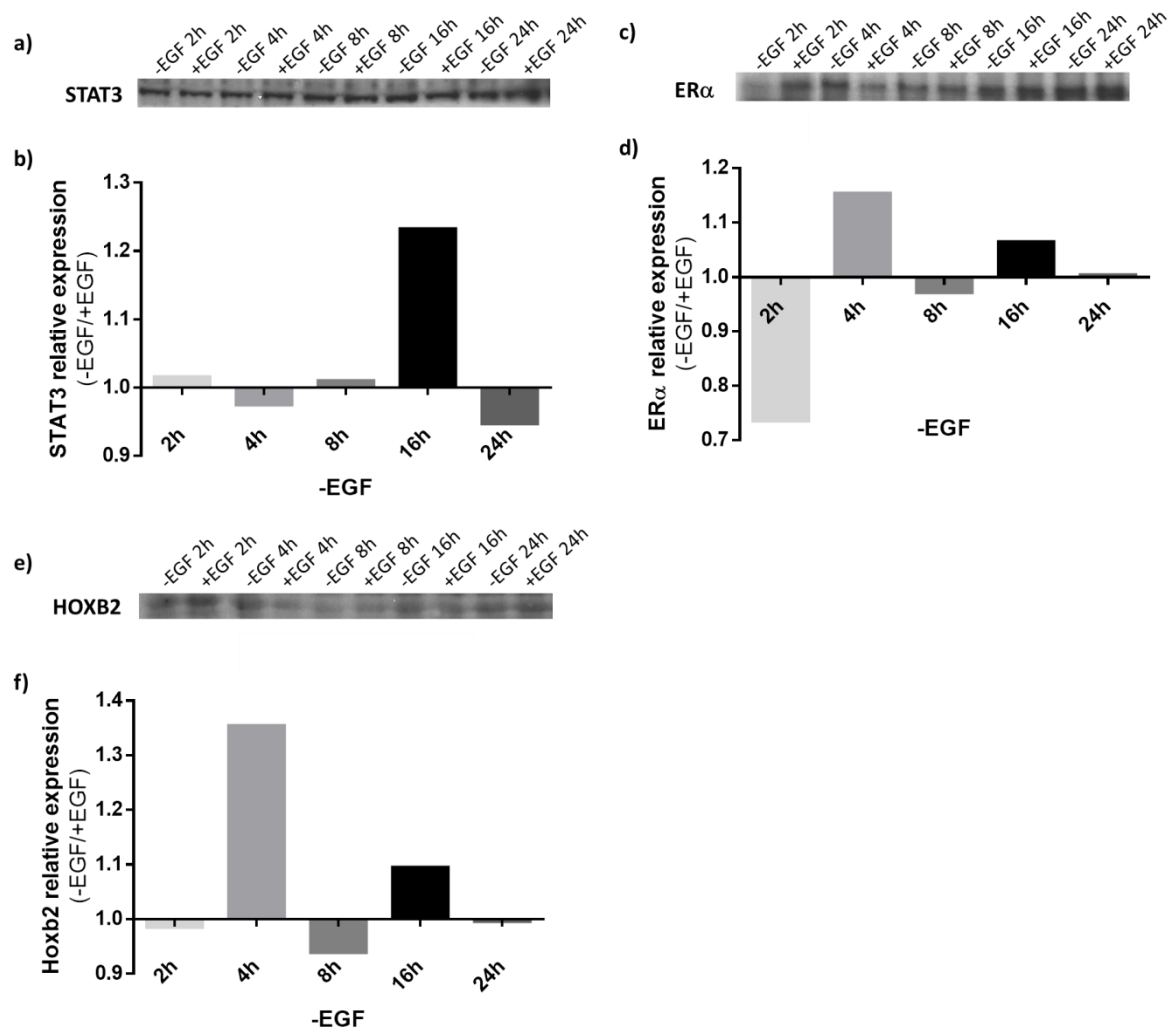 a)
-EGF 2h +EGF 2h -EGF 4h +EGF 4h -EGF 8h +EGF 8h -EGF 16h +EGF 16h -EGF 24h +EGF 24h
STAT3
b)
STAT3 relative expression
(-EGF/+EGF)
1.3
1.2
1.1
1.0
0.9
2h 4h 8h 16h 24h
-EGF
c)
-EGF 2h +EGF 2h -EGF 4h +EGF 4h -EGF 8h +EGF 8h -EGF 16h +EGF 16h -EGF 24h +EGF 24h
ERα
d)
ERα relative expression
(-EGF/+EGF)
1.2
1.1
1.0
0.9
0.8
0.7
2h 4h 8h 16h 24h
-EGF
e)
-EGF 2h +EGF 2h -EGF 4h +EGF 4h -EGF 8h +EGF 8h -EGF 16h +EGF 16h -EGF 24h +EGF 24h
HOXB2
f)
Hoxb2 relative expression
(-EGF/+EGF)
1.4
1.3
1.2
1.1
1.0
0.9
2h 4h 8h 16h 24h
-EGF